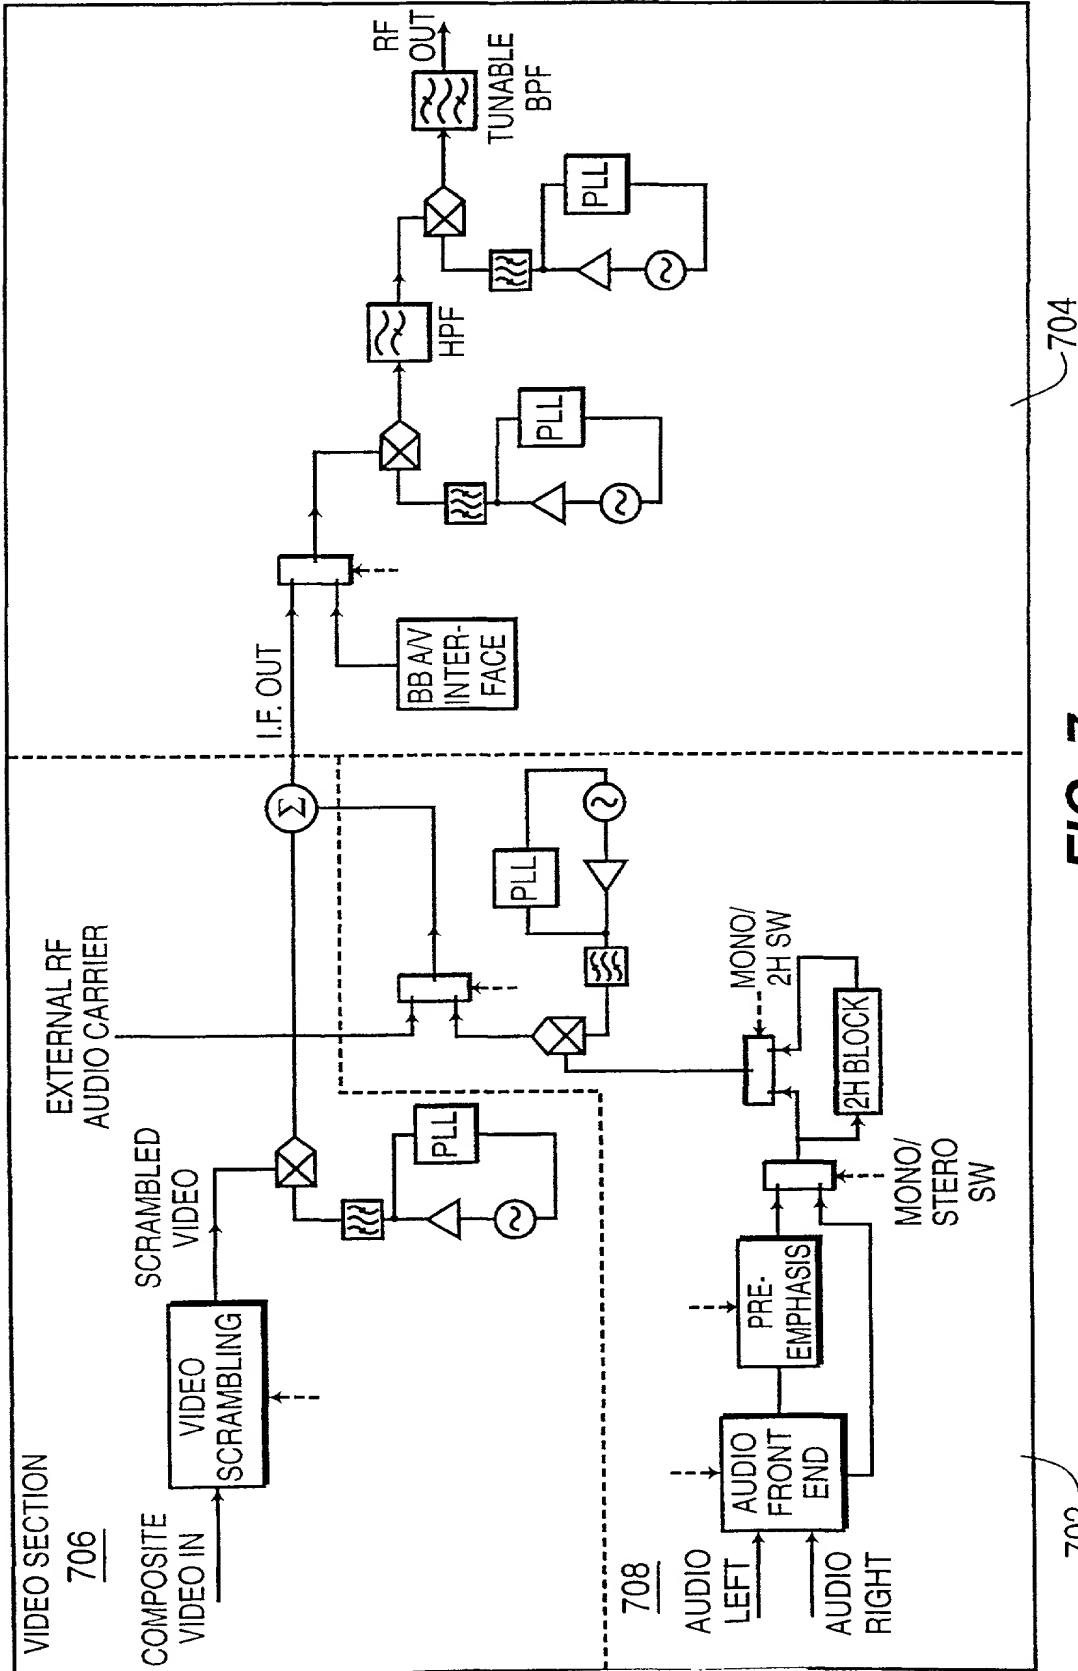 VIDEO SECTION
706
COMPOSITE
VIDEO IN
VIDEO
SCRAMBLING
SCRAMBLED
VIDEO
PLL
EXTERNAL RF
AUDIO CARRIER
Σ
I.F. OUT
BB A/V
INTER-
FACE
PLL
HPF
PLL
RF
OUT
TUNABLE
BPF
708
AUDIO
LEFT
AUDIO
RIGHT
AUDIO
FRONT
END
PRE-
EMPHASIS
MONO/
STERO
SW
2H BLOCK
MONO/
2H SW
PLL
704